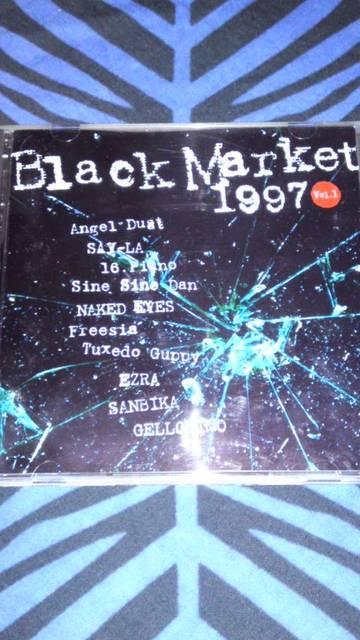 Black Market
1997
Vol.1
Angel-Dust
SAY-LA
16.Piano
Sine Sine Dan
NAKED EYES
Freesia
Tuxedo Guppy
EZRA
SANBIKA